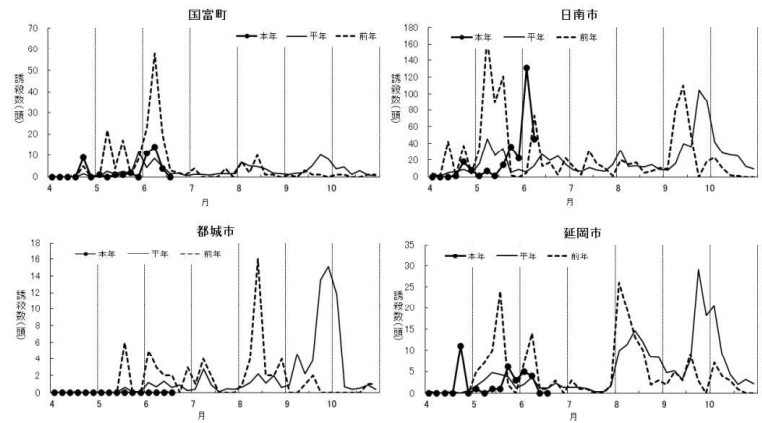 国富町
本年 平年 前年
70
60
50
40
30
20
10
0
誘殺数(頭)
4 5 6 7 8 9 10
月
日南市
本年 平年 前年
180
160
140
120
100
80
60
40
20
0
誘殺数(頭)
4 5 6 7 8 9 10
月
都城市
本年 平年 前年
18
16
14
12
10
8
6
4
2
0
誘殺数(頭)
4 5 6 7 8 9 10
月
延岡市
本年 平年 前年
35
30
25
20
15
10
5
0
誘殺数(頭)
4 5 6 7 8 9 10
月